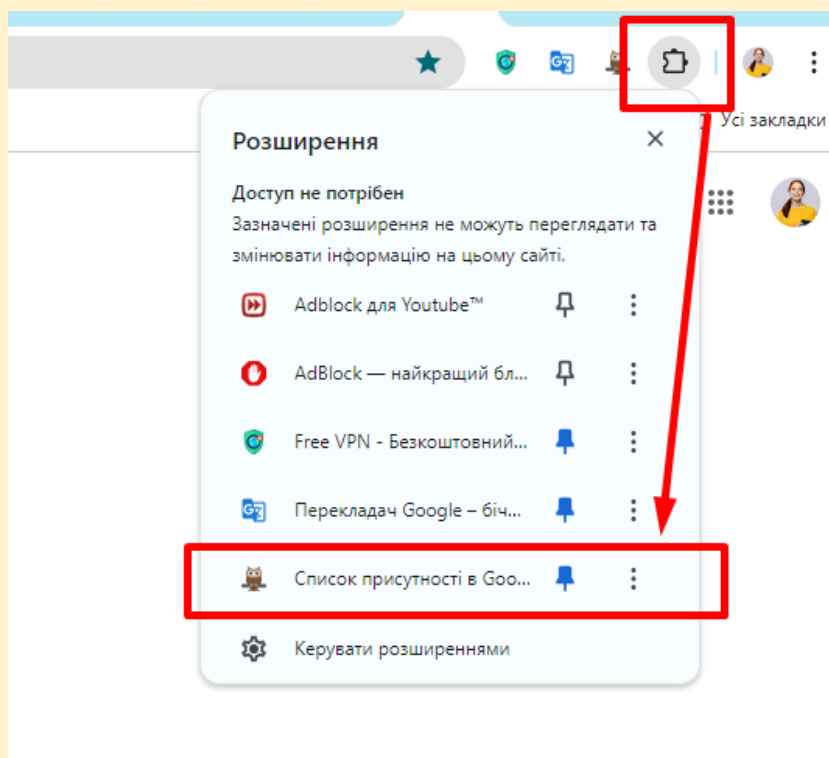 Усі закладки
Розширення
Доступ не потрібен
Зазначені розширення не можуть переглядати та
змінювати інформацію на цьому сайті.
Adblock для Youtube™
AdBlock — найкращий бл...
Free VPN - Безкоштовний...
Перекладач Google – біч...
Список присутності в Goo...
Керувати розширеннями